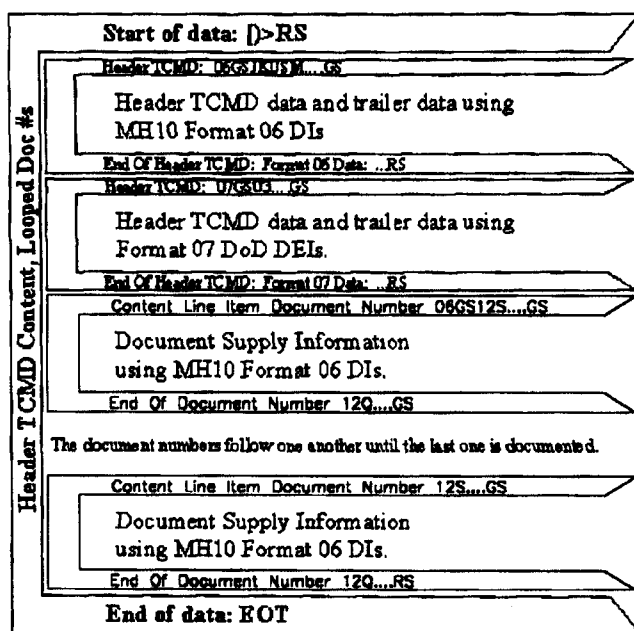 Start of data: [)>RS
Header TCMD: 06GS
Header TCMD data and trailer data using
MH10 Format 06 DIs
End Of Header TCMD: Format 06 Data: ...RS
Header TCMD: 07GS03....GS
Header TCMD data and trailer data using
Format 07 DoD DEIs.
End Of Header TCMD: Format 07 Data: ...RS
Content Line Item Document Number 06GS12S....GS
Document Supply Information
using MH10 Format 06 DIs.
End Of Document Number 12Q....GS
The document numbers follow one another until the last one is documented.
Content Line Item Document Number 12S....GS
Document Supply Information
using MH10 Format 06 DIs.
End Of Document Number 12Q....RS
End of data: EOT
Header TCMD Content, Looped Doc #s